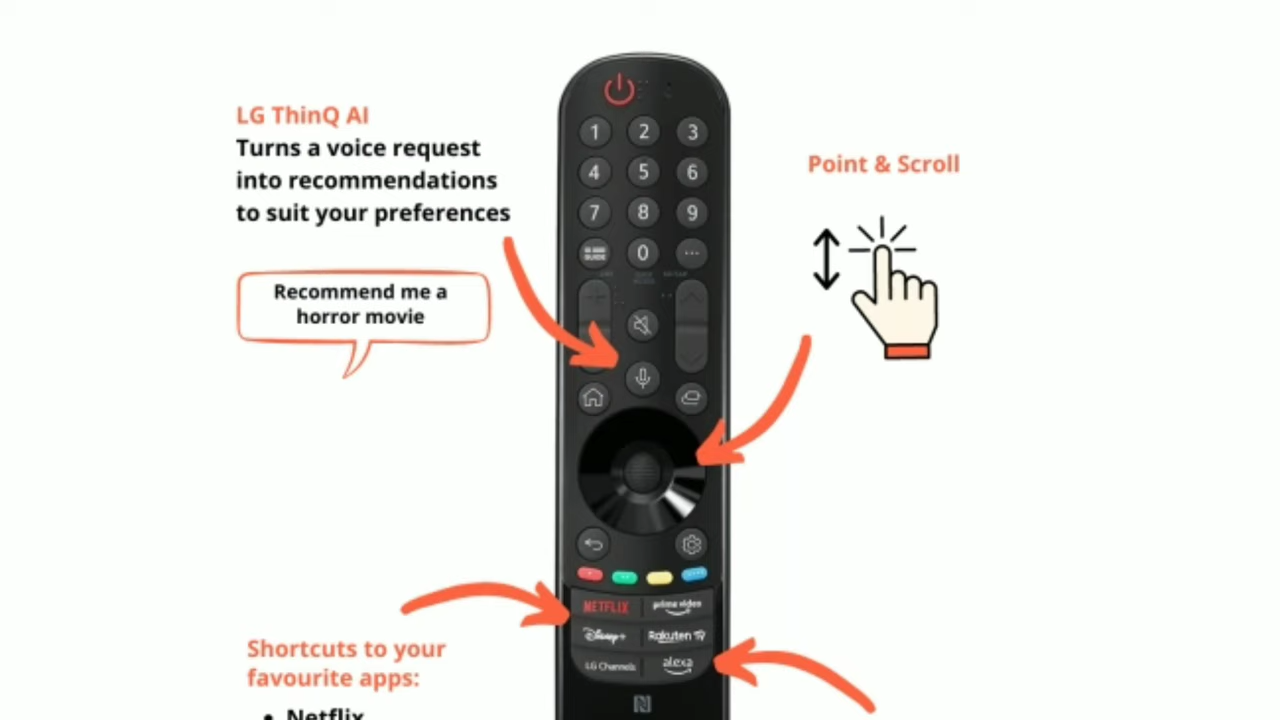 LG ThinQ AI
Turns a voice request
into recommendations
to suit your preferences
Recommend me a
horror movie
Point & Scroll
1 2 3
4 5 6
7 8 9
GUIDE 0 ...
NETFLIX prime video
Disney+ Rakuten TV
LG Channels alexa
Shortcuts to your
favourite apps:
• Netflix